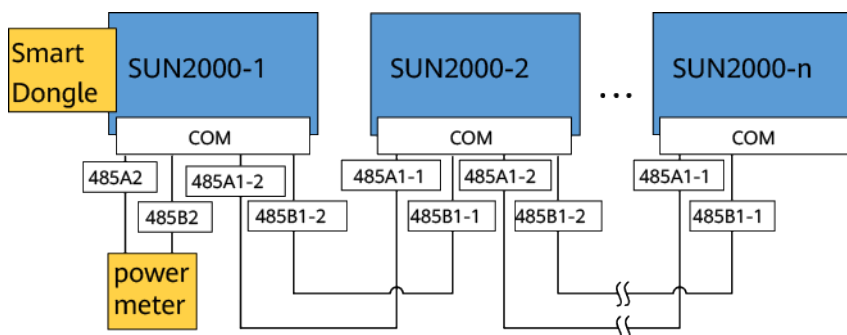 Smart
Dongle
SUN2000-1
SUN2000-2
...
SUN2000-n
COM
COM
COM
485A2
485A1-2
485A1-1
485A1-2
485A1-1
485B2
485B1-2
485B1-1
485B1-2
485B1-1
power
meter